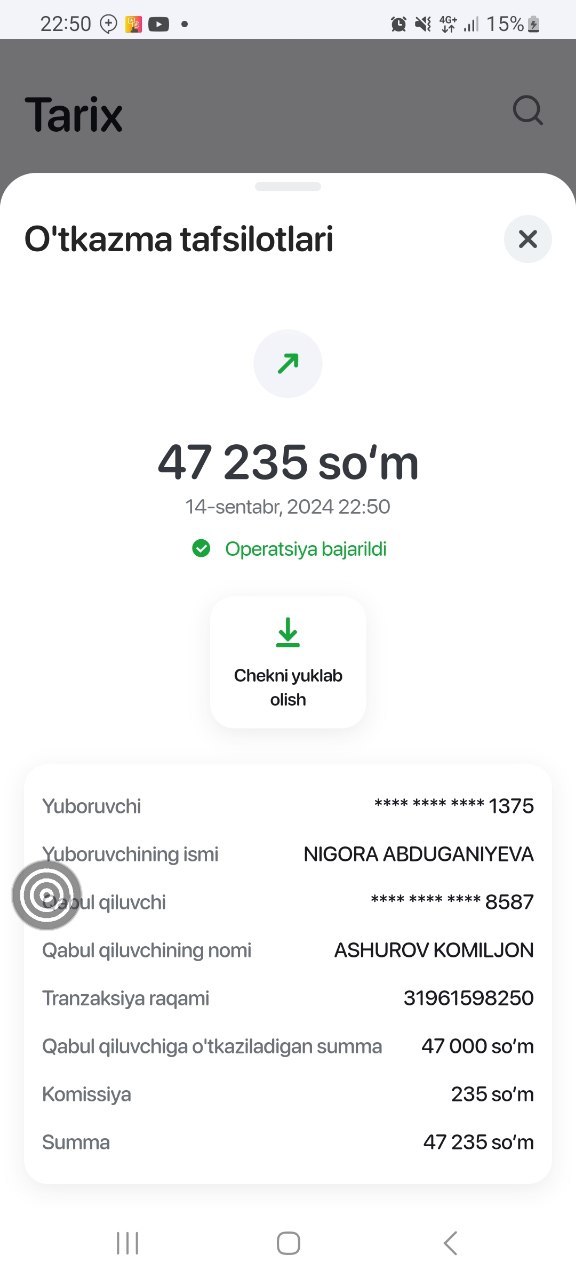 22:50 4G+ 15%
Tarix
O'tkazma tafsilotlari
47 235 so‘m
14-sentabr, 2024 22:50
Operatsiya bajarildi
Chekni yuklab
olish
Yuboruvchi **** **** **** 1375
Yuboruvchining ismi NIGORA ABDUGANIYEVA
Qabul qiluvchi **** **** **** 8587
Qabul qiluvchining nomi ASHUROV KOMILJON
Tranzaksiya raqami 31961598250
Qabul qiluvchiga o'tkaziladigan summa 47 000 so‘m
Komissiya 235 so‘m
Summa 47 235 so‘m